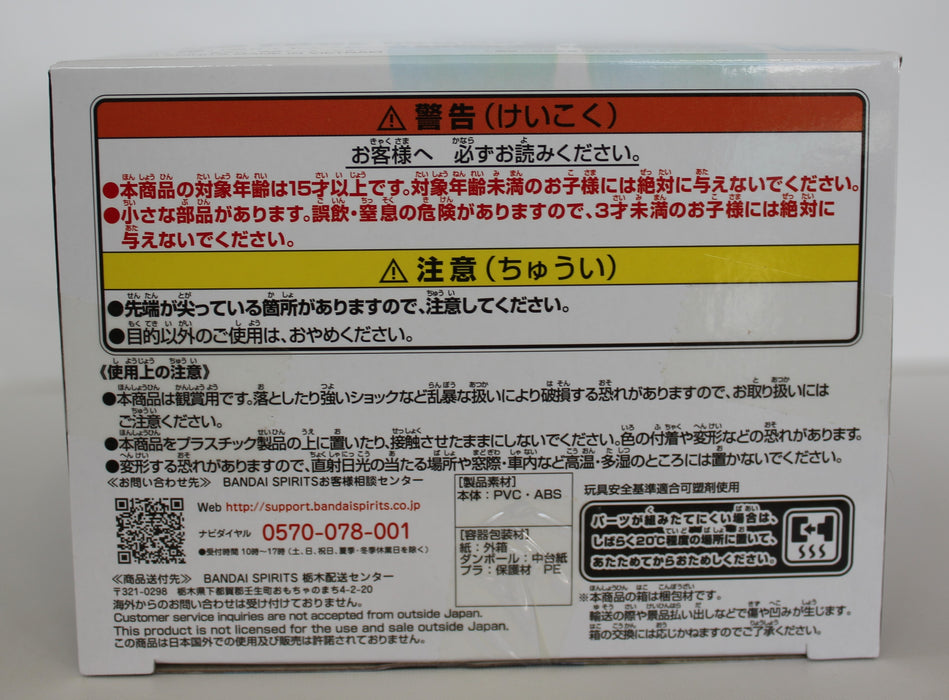 ⚠警告(けいこく)
お客様へ 必ずお読みください。
●本商品の対象年齢は15才以上です。対象年齢未満のお子様には絶対に与えないでください。
●小さな部品があります。誤飲・窒息の危険がありますので、3才未満のお子様には絶対に
与えないでください。
⚠注意(ちゅうい)
●先端が尖っている箇所がありますので、注意してください。
●目的以外のご使用は、おやめください。
《使用上の注意》
●本商品は観賞用です。落としたり強いショックなど乱暴な扱いにより破損する恐れがありますので、お取り扱いには
ご注意ください。
●本商品をプラスチック製品の上に置いたり、接触させたままにしないでください。色の付着や変形などの恐れがあります。
●変形する恐れがありますので、直射日光の当たる場所や窓際・車内など高温・多湿のところには置かないでください。
≪お問い合わせ先≫ BANDAI SPIRITSお客様相談センター
Web http://support.bandaispirits.co.jp
ナビダイヤル 0570-078-001
●受付時間 10時〜17時(土、日、祝日、夏季・冬季休業日を除く)
≪商品送付先≫ BANDAI SPIRITS 栃木配送センター
〒321-0298 栃木県下都賀郡壬生町おもちゃのまち4-2-20
海外からのお問い合わせは受け付けておりません。
Customer service inquiries are not accepted from outside Japan.
This product is not licensed for the use and sale outside Japan.
この商品は日本国外での使用及び販売は許諾されておりません。
[製品素材]
本体:PVC・ABS
[容器包装材]
紙:外箱
ダンボール:中台紙
プラ:保護材 PE
玩具安全基準適合可塑剤使用
パーツが組みたてにくい場合は、
しばらく20℃程度の場所に置いて、
あたためてからおためしください。
※本商品の箱は梱包材です。
輸送の際や景品払い出しなどで傷や凹みが生じます。
箱の交換には応じかねますのでご了承ください。